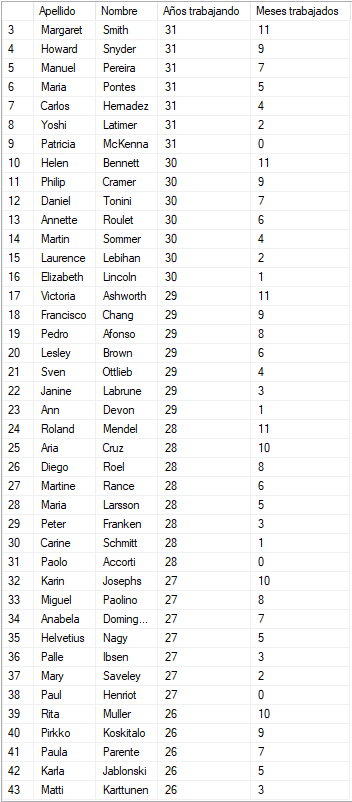 Apellido Nombre Años trabajando Meses trabajados
3 Margaret Smith 31 11
4 Howard Snyder 31 9
5 Manuel Pereira 31 7
6 Maria Pontes 31 5
7 Carlos Hernadez 31 4
8 Yoshi Latimer 31 2
9 Patricia McKenna 31 0
10 Helen Bennett 30 11
11 Philip Cramer 30 9
12 Daniel Tonini 30 7
13 Annette Roulet 30 6
14 Martin Sommer 30 4
15 Laurence Lebihan 30 2
16 Elizabeth Lincoln 30 1
17 Victoria Ashworth 29 11
18 Francisco Chang 29 9
19 Pedro Afonso 29 8
20 Lesley Brown 29 6
21 Sven Ottlieb 29 4
22 Janine Labrune 29 3
23 Ann Devon 29 1
24 Roland Mendel 28 11
25 Aria Cruz 28 10
26 Diego Roel 28 8
27 Martine Rance 28 6
28 Maria Larsson 28 5
29 Peter Franken 28 3
30 Carine Schmitt 28 1
31 Paolo Accorti 28 0
32 Karin Josephs 27 10
33 Miguel Paolino 27 8
34 Anabela Doming... 27 7
35 Helvetius Nagy 27 5
36 Palle Ibsen 27 3
37 Mary Saveley 27 2
38 Paul Henriot 27 0
39 Rita Muller 26 10
40 Pirkko Koskitalo 26 9
41 Paula Parente 26 7
42 Karla Jablonski 26 5
43 Matti Karttunen 26 3